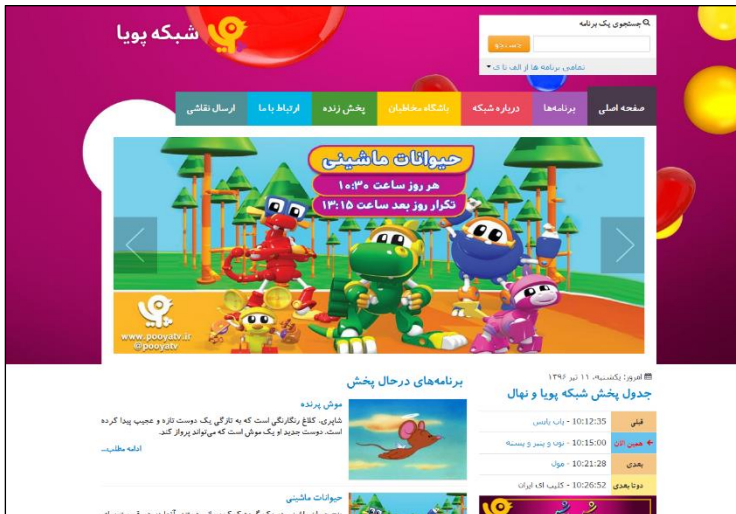 شبکه پویا
جستجوی یک برنامه
جستجو
تمامی برنامه ها از الف تا ی
صفحه اصلی
برنامه‌ها
درباره شبکه
باشگاه مخاطبان
پخش زنده
ارتباط با ما
ارسال نقاشی
حیوانات ماشینی
هر روز ساعت ۱۰:۳۰
تکرار روز بعد ساعت ۱۳:۱۵
www.pooyatv.ir
@pooyatv
امروز: یکشنبه، ۱۱ تیر ۱۳۹۶
جدول پخش شبکه پویا و نهال
قبلی
10:12:35 - پاپ پایس
همین الان
10:15:00 - نون و پنیر و پسته
بعدی
10:21:28 - مول
دوتا بعدی
10:26:52 - کلیپ ای ایران
برنامه‌های درحال پخش
موش پرنده
شاپری، کلاغ رنگارنگی است که به تازگی یک دوست تازه و عجیب پیدا کرده
است. دوست جدید او یک موش است که می‌تواند پرواز کند.
ادامه مطلب...
حیوانات ماشینی